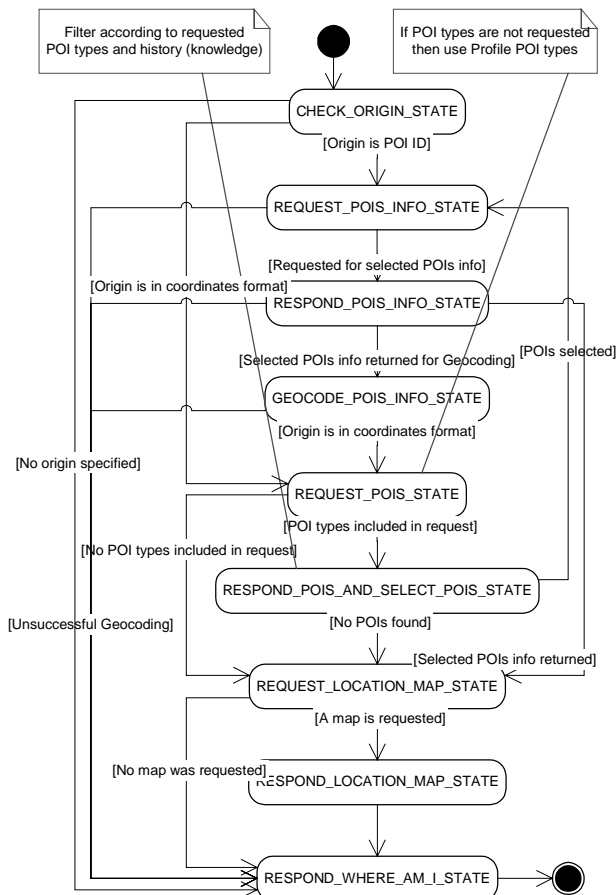 Filter according to requested
POI types and history (knowledge)
If POI types are not requested
then use Profile POI types
CHECK_ORIGIN_STATE
[Origin is POI ID]
REQUEST_POIS_INFO_STATE
[Requested for selected POIs info]
[Origin is in coordinates format]
RESPOND_POIS_INFO_STATE
[POIs selected]
[Selected POIs info returned for Geocoding]
GEOCODE_POIS_INFO_STATE
[Origin is in coordinates format]
[No origin specified]
REQUEST_POIS_STATE
[POI types included in request]
[No POI types included in request]
RESPOND_POIS_AND_SELECT_POIS_STATE
[Unsuccessful Geocoding]
[No POIs found]
[Selected POIs info returned]
REQUEST_LOCATION_MAP_STATE
[A map is requested]
[No map was requested]
RESPOND_LOCATION_MAP_STATE
RESPOND_WHERE_AM_I_STATE